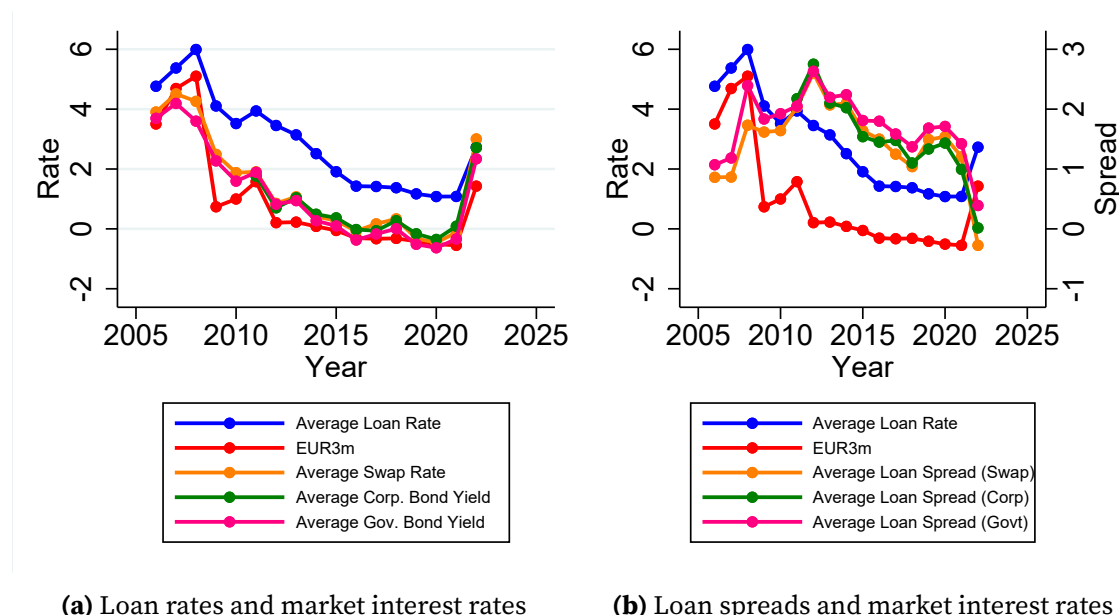 6
4
2
0
-2
Rate
2005 2010 2015 2020 2025
Year
Average Loan Rate
EUR3m
Average Swap Rate
Average Corp. Bond Yield
Average Gov. Bond Yield
(a) Loan rates and market interest rates
6
4
2
0
-2
Rate
3
2
1
0
-1
Spread
2005 2010 2015 2020 2025
Year
Average Loan Rate
EUR3m
Average Loan Spread (Swap)
Average Loan Spread (Corp)
Average Loan Spread (Govt)
(b) Loan spreads and market interest rates